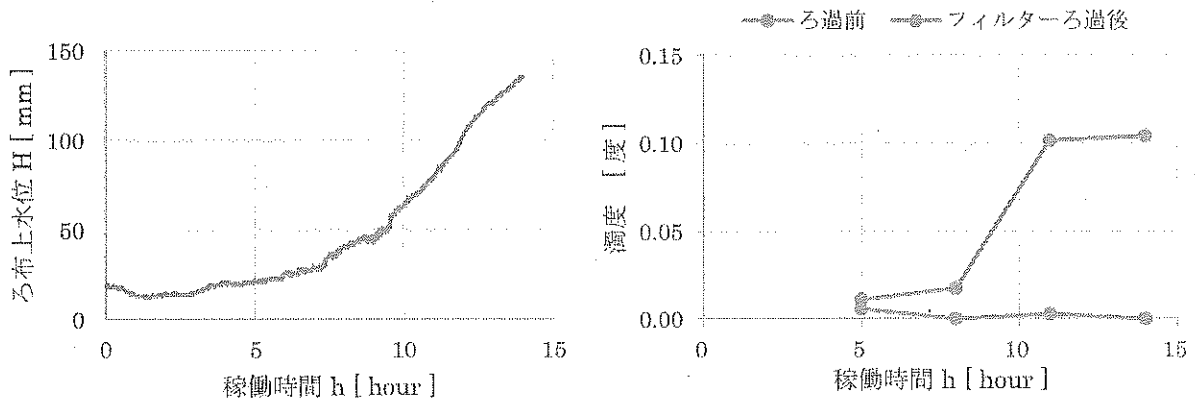 150
100
50
0
ろ布上水位 H [ mm ]
0 5 10 15
稼働時間 h [ hour ]
ろ過前 フィルターろ過後
0.15
0.10
0.05
0.00
濁度 [ 度 ]
0 5 10 15
稼働時間 h [ hour ]